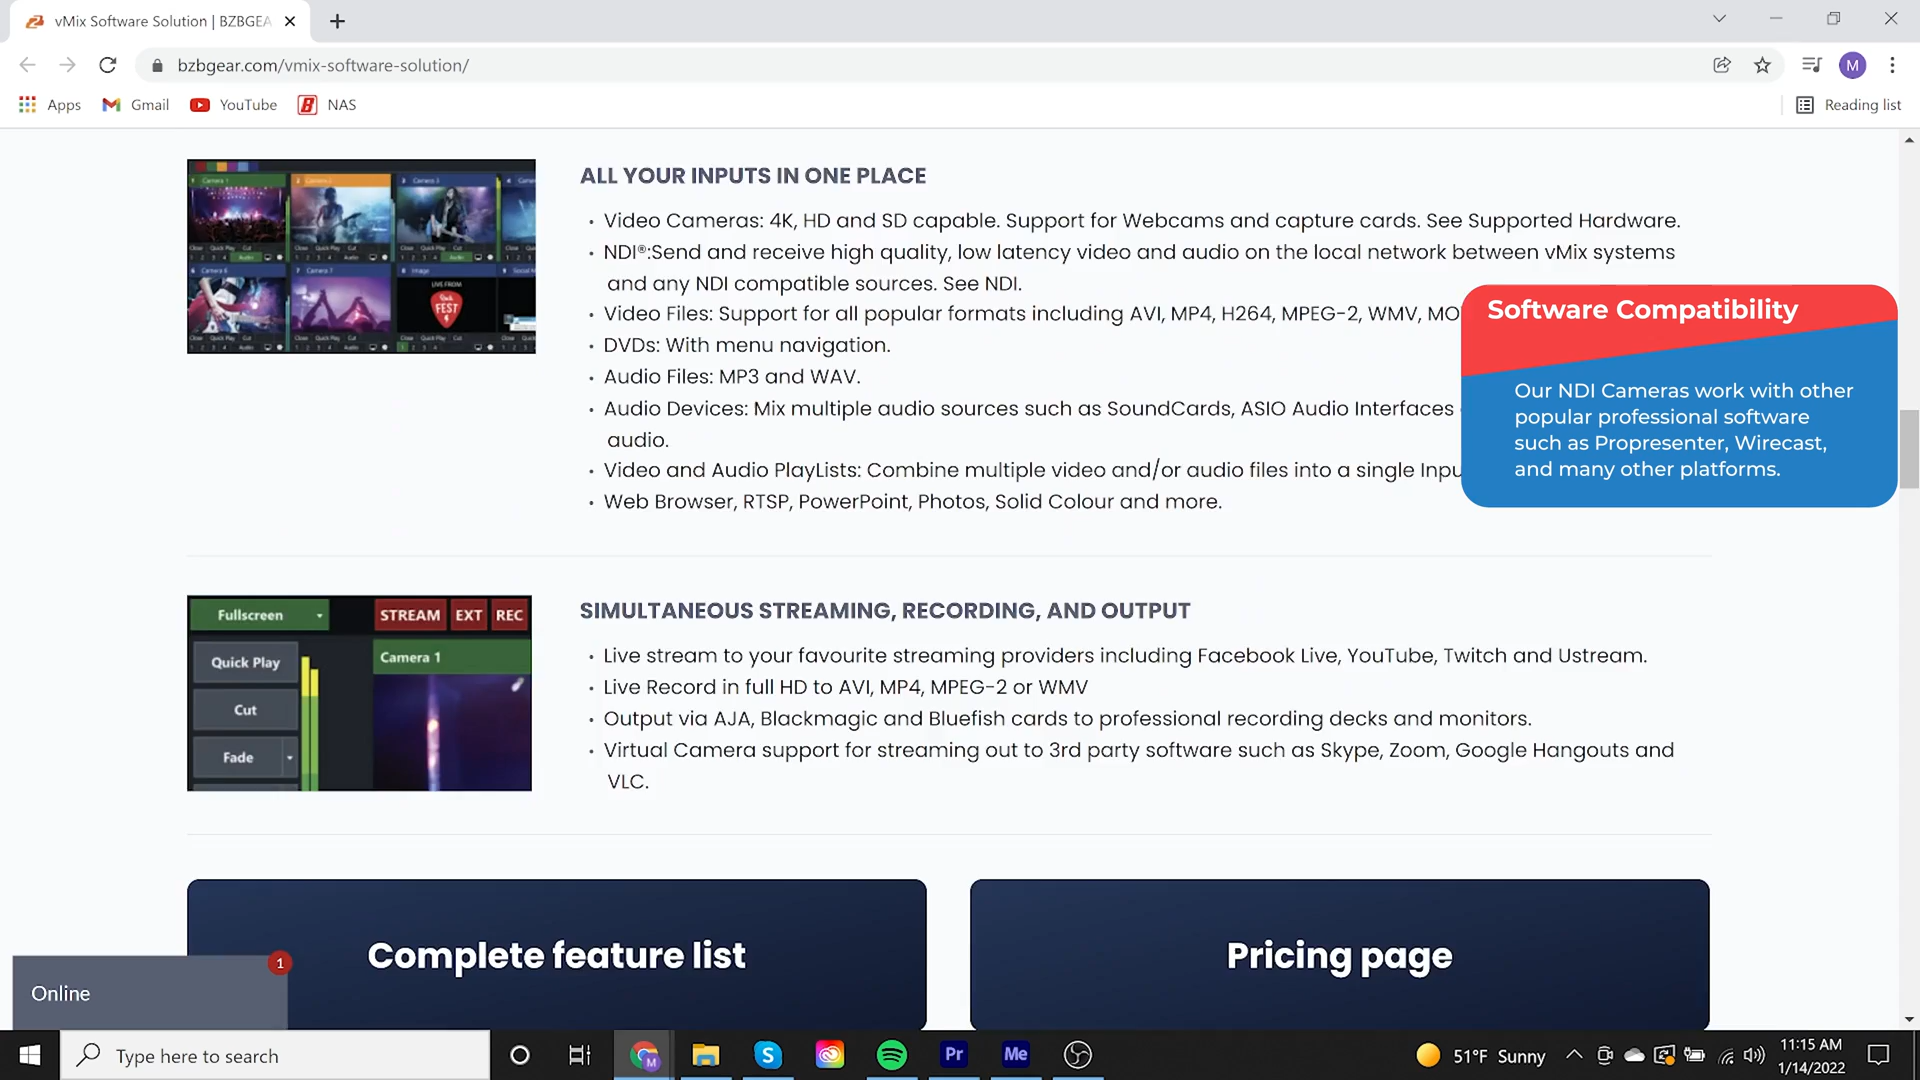 vMix Software Solution | BZBGEA
bzbgear.com/vmix-software-solution/
M
Apps
Gmail
YouTube
NAS
Reading list
ALL YOUR INPUTS IN ONE PLACE
• Video Cameras: 4K, HD and SD capable. Support for Webcams and capture cards. See Supported Hardware.
• NDI®:Send and receive high quality, low latency video and audio on the local network between vMix systems
and any NDI compatible sources. See NDI.
• Video Files: Support for all popular formats including AVI, MP4, H264, MPEG-2, WMV, MO
• DVDs: With menu navigation.
• Audio Files: MP3 and WAV.
• Audio Devices: Mix multiple audio sources such as SoundCards, ASIO Audio Interfaces
audio.
• Video and Audio PlayLists: Combine multiple video and/or audio files into a single Inpu
• Web Browser, RTSP, PowerPoint, Photos, Solid Colour and more.
Software Compatibility
Our NDI Cameras work with other
popular professional software
such as Propresenter, Wirecast,
and many other platforms.
Fullscreen
STREAM
EXT
REC
Quick Play
Camera 1
Cut
Fade
SIMULTANEOUS STREAMING, RECORDING, AND OUTPUT
• Live stream to your favourite streaming providers including Facebook Live, YouTube, Twitch and Ustream.
• Live Record in full HD to AVI, MP4, MPEG-2 or WMV
• Output via AJA, Blackmagic and Bluefish cards to professional recording decks and monitors.
• Virtual Camera support for streaming out to 3rd party software such as Skype, Zoom, Google Hangouts and
VLC.
Complete feature list
Pricing page
1
Online
Type here to search
M
Pr
Me
51°F Sunny
11:15 AM
1/14/2022